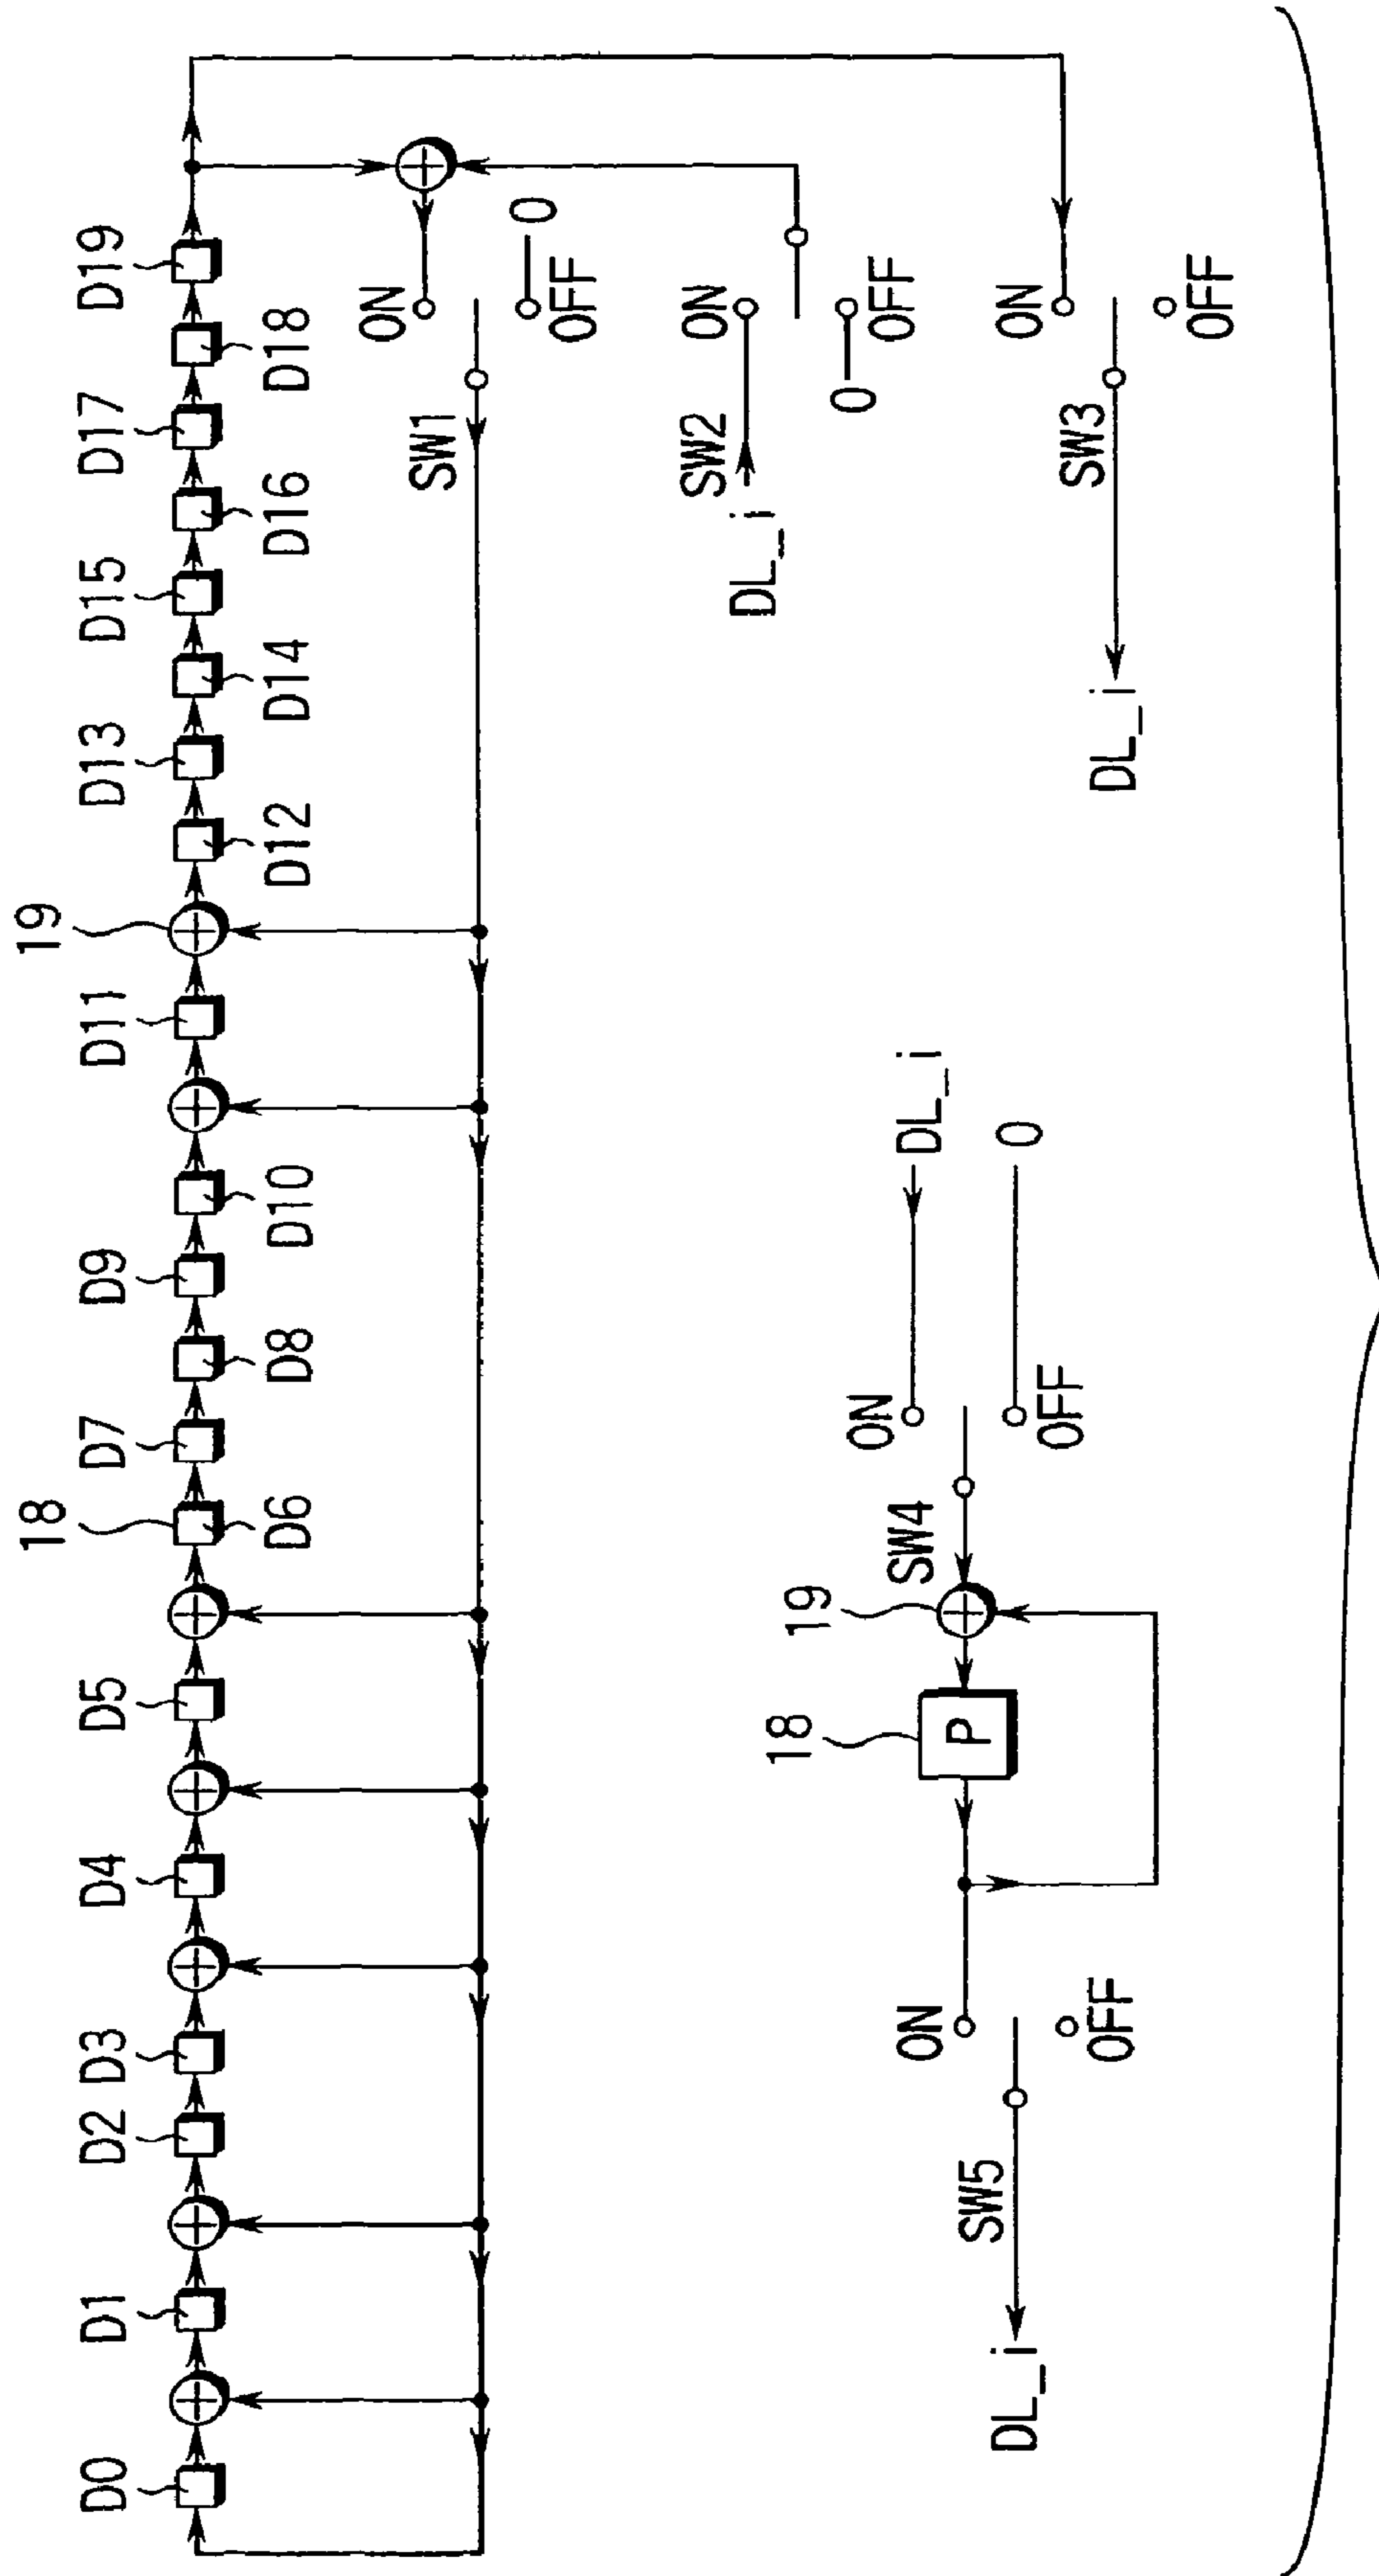 19
18
D1
D3
D5
D7
D9
D11
D13
D15
D17
D19
D0
D2
D4
D6
D8
D10
D12
D14
D16
D18
ON
SW1
0
OFF
ON
SW2
DL_i
0
OFF
ON
SW3
DL_i
OFF
ON
SW5
DL_i
OFF
18
P
19
SW4
ON
DL_i
0
OFF